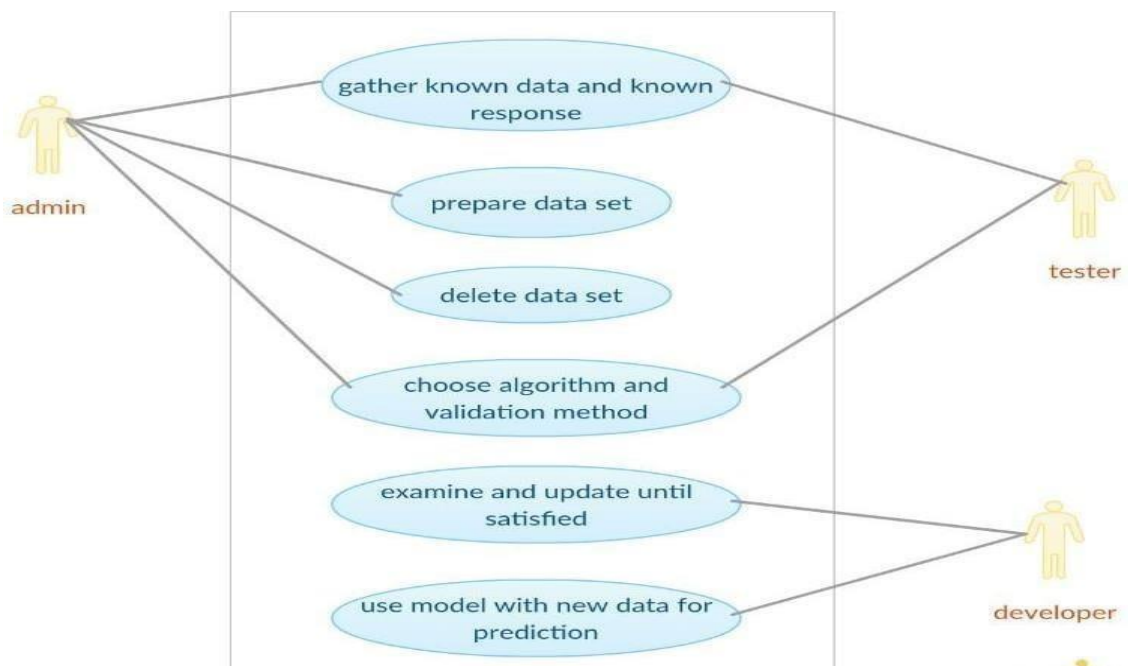 gather known data and known
response
admin
prepare data set
tester
delete data set
choose algorithm and
validation method
examine and update until
satisfied
use model with new data for
prediction
developer